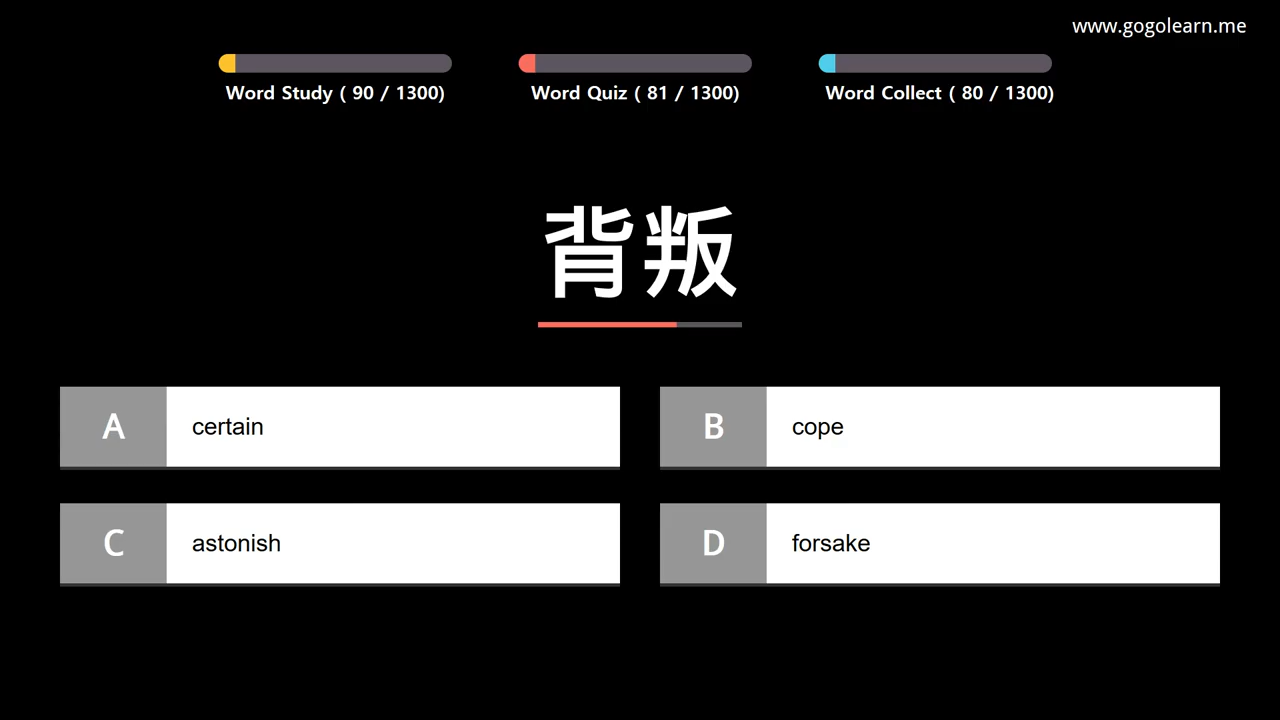 www.gogolearn.me
Word Study ( 90 / 1300)
Word Quiz ( 81 / 1300)
Word Collect ( 80 / 1300)
背叛
A certain
B cope
C astonish
D forsake